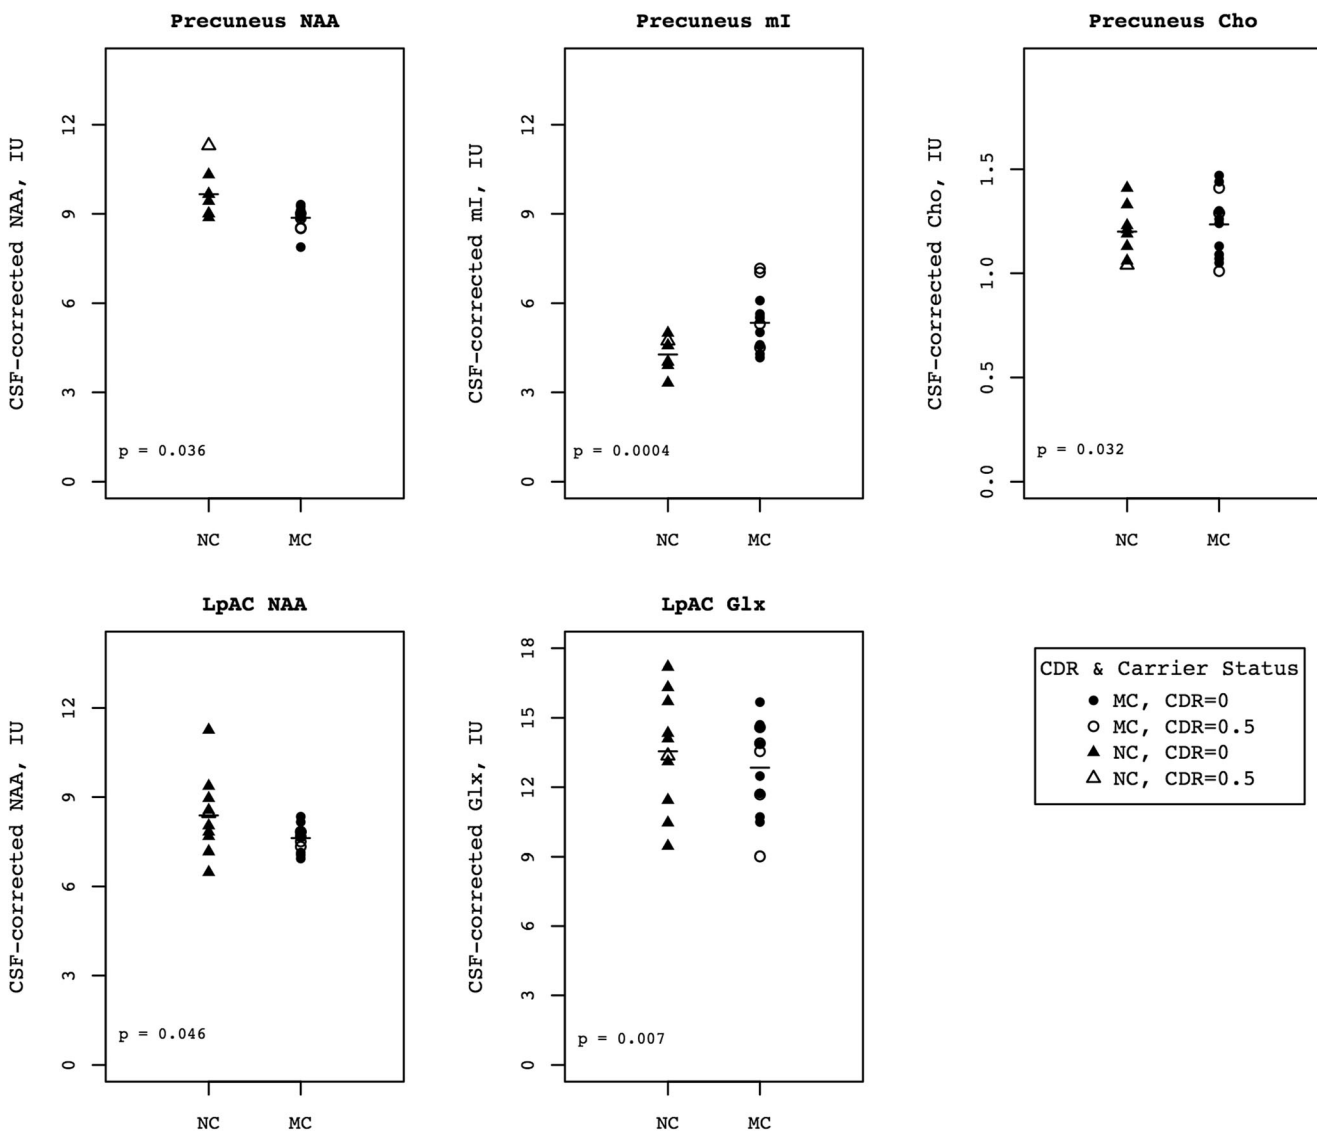 Precuneus NAA
CSF-corrected NAA, IU
12
9
6
3
0
p = 0.036
NC MC
Precuneus mI
CSF-corrected mI, IU
12
9
6
3
0
p = 0.0004
NC MC
Precuneus Cho
CSF-corrected Cho, IU
1.5
1.0
0.5
0.0
p = 0.032
NC MC
LpAC NAA
CSF-corrected NAA, IU
12
9
6
3
0
p = 0.046
NC MC
LpAC Glx
CSF-corrected Glx, IU
18
15
12
9
6
3
0
p = 0.007
NC MC
CDR & Carrier Status
MC, CDR=0
MC, CDR=0.5
NC, CDR=0
NC, CDR=0.5